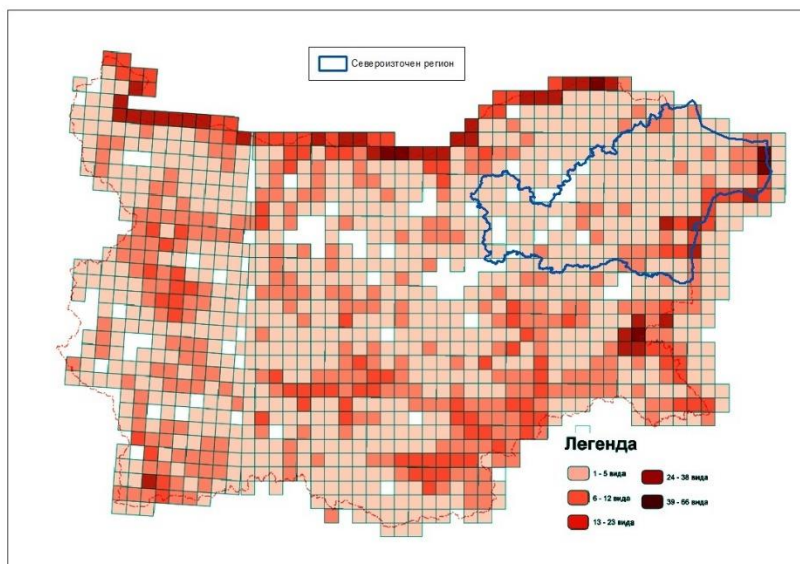 Североизточен регион
Легенда
1 - 5 вида
24 - 38 вида
6 - 12 вида
39 - 66 вида
13 - 23 вида